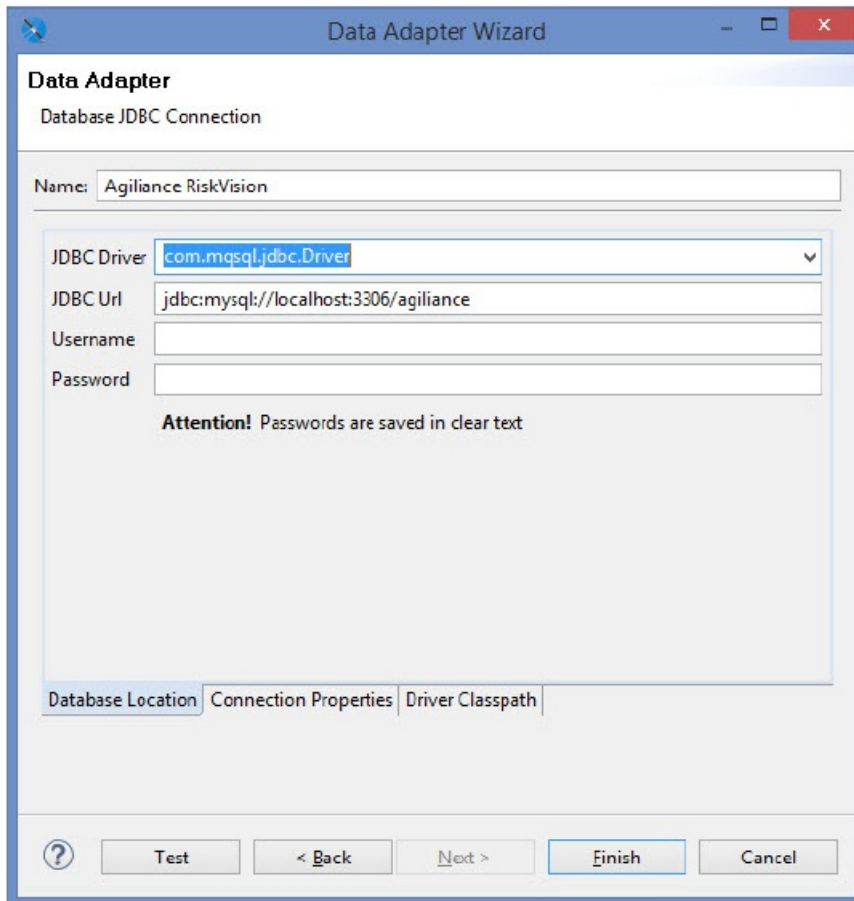 Data Adapter Wizard
Data Adapter
Database JDBC Connection
Name: Agiliance RiskVision
JDBC Driver com.mqsql.jdbc.Driver
JDBC Url jdbc:mysql://localhost:3306/agiliance
Username
Password
Attention! Passwords are saved in clear text
Database Location Connection Properties Driver Classpath
? Test < Back Next > Finish Cancel